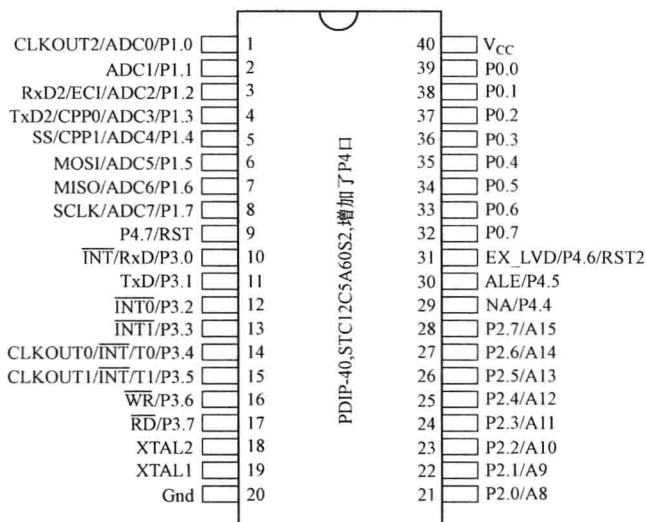 CLKOUT2/ADC0/P1.0 1
ADC1/P1.1 2
RxD2/ECI/ADC2/P1.2 3
TxD2/CPP0/ADC3/P1.3 4
SS/CPP1/ADC4/P1.4 5
MOSI/ADC5/P1.5 6
MISO/ADC6/P1.6 7
SCLK/ADC7/P1.7 8
P4.7/RST 9
INT/RxD/P3.0 10
TxD/P3.1 11
INT0/P3.2 12
INT1/P3.3 13
CLKOUT0/INT/T0/P3.4 14
CLKOUT1/INT/T1/P3.5 15
WR/P3.6 16
RD/P3.7 17
XTAL2 18
XTAL1 19
Gnd 20
PDIP-40,STC12C5A60S2,增加了P4口
40 VCC
39 P0.0
38 P0.1
37 P0.2
36 P0.3
35 P0.4
34 P0.5
33 P0.6
32 P0.7
31 EX_LVD/P4.6/RST2
30 ALE/P4.5
29 NA/P4.4
28 P2.7/A15
27 P2.6/A14
26 P2.5/A13
25 P2.4/A12
24 P2.3/A11
23 P2.2/A10
22 P2.1/A9
21 P2.0/A8